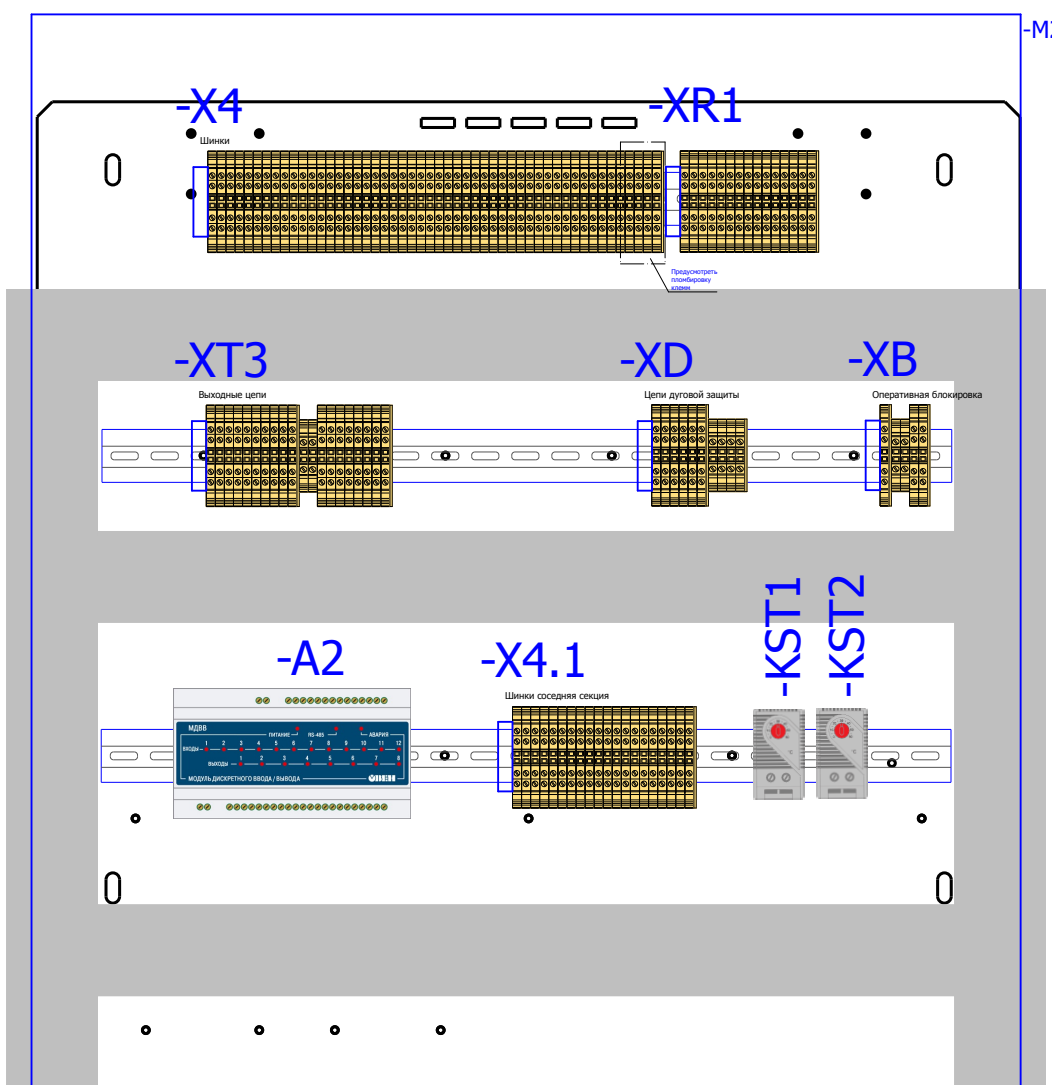 -M2
-X4
-XR1
Шинки
Предусмотреть
пломбировку
клемм
-XT3
-XD
-XB
Выходные цепи
Цепи дуговой защиты
Оперативная блокировка
-KST1
-KST2
-A2
-X4.1
Шинки соседняя секция
МДВВ
ПИТАНИЕ RS-485 АВАРИЯ
ВХОДЫ 1 2 3 4 5 6 7 8 9 10 11 12
ВЫХОДЫ 1 2 3 4 5 6 7 8
МОДУЛЬ ДИСКРЕТНОГО ВВОДА / ВЫВОДА